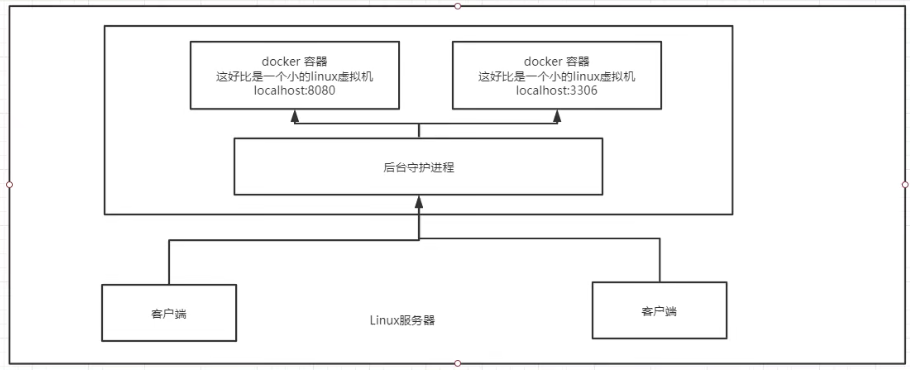 docker 容器
这好比是一个小的linux虚拟机
localhost:8080
docker 容器
这好比是一个小的linux虚拟机
localhost:3306
后台守护进程
客户端
Linux服务器
客户端